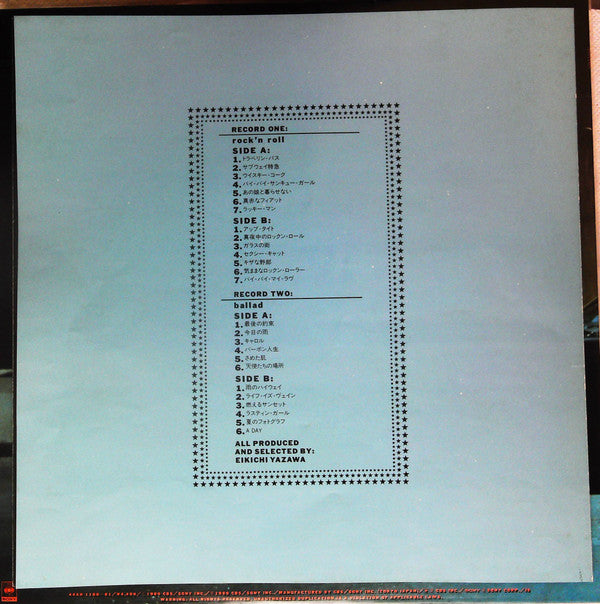 RECORD ONE:
rock'n roll
SIDE A:
1.トラベリン・バス
2.サブウェイ特急
3.ウイスキー・コーク
4.バイ・バイ・サンキュー・ガール
5.あの娘と暮らせない
6.真赤なフィアット
7.ラッキー・マン
SIDE B:
1.アップ・タイト
2.真夜中のロックン・ロール
3.ガラスの街
4.セクシー・キャット
5.キザな野郎
6.気ままなロックン・ローラー
7.バイ・バイ・マイ・ラヴ
RECORD TWO:
ballad
SIDE A:
1.最後の約束
2.今日の雨
3.キャロル
4.バーボン人生
5.さめた肌
6.天使たちの場所
SIDE B:
1.雨のハイウェイ
2.ライフ・イズ・ヴェイン
3.燃えるサンセット
4.ラスティン・ガール
5.夏のフォトグラフ
6.A DAY
ALL PRODUCED
AND SELECTED BY:
EIKICHI YAZAWA